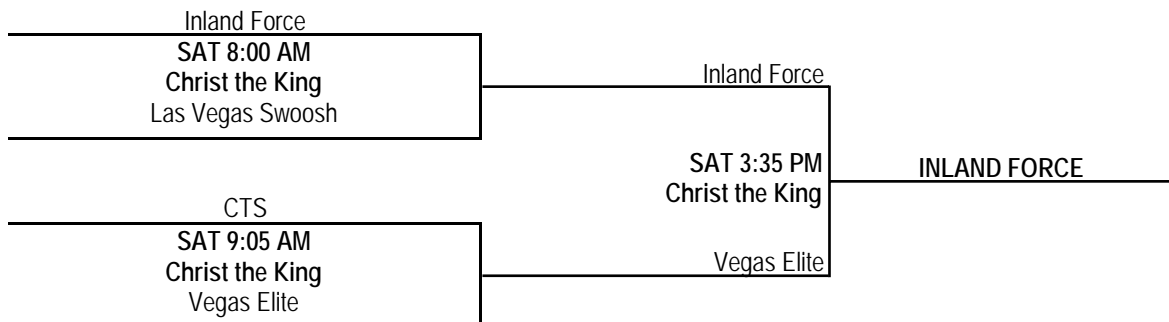 Inland Force
SAT 8:00 AM
Christ the King
Las Vegas Swoosh
Inland Force
SAT 3:35 PM
Christ the King
INLAND FORCE
CTS
SAT 9:05 AM
Christ the King
Vegas Elite
Vegas Elite